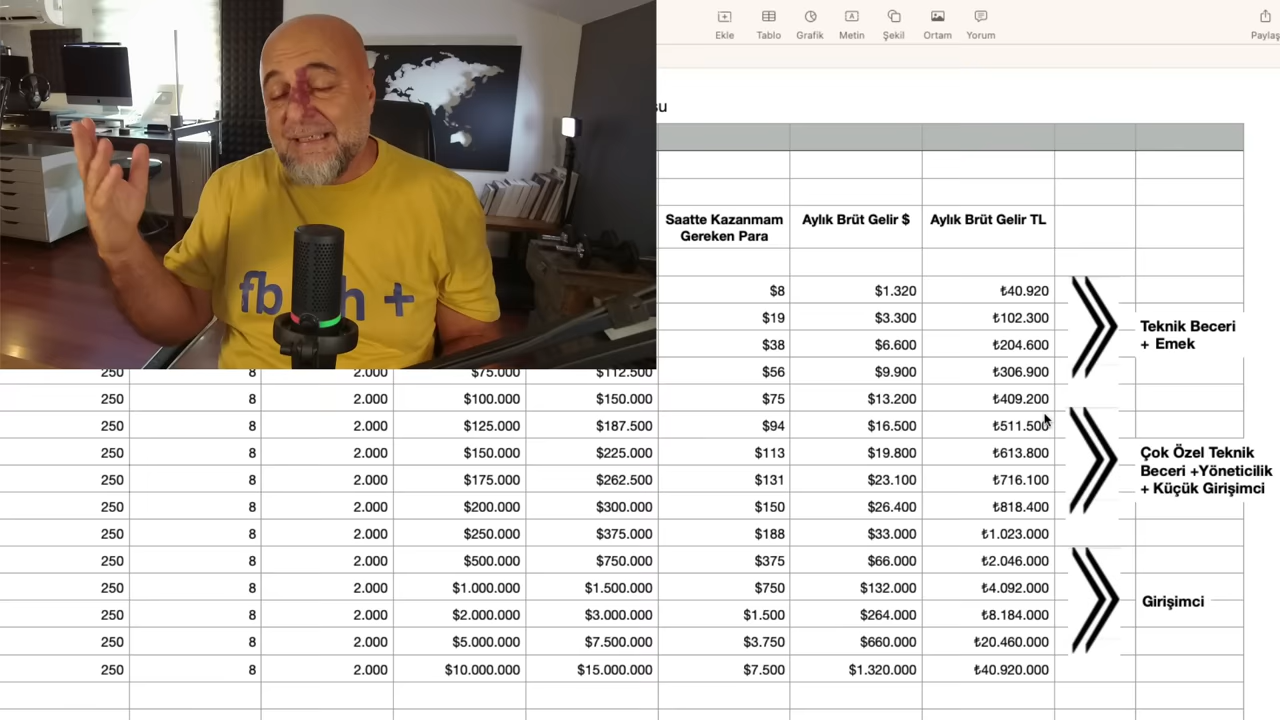 Ekle Tablo Grafik Metin Şekil Ortam Yorum Paylaş
su
fb h +
Saatte Kazanmam Aylık Brüt Gelir $ Aylık Brüt Gelir TL
Gereken Para
$8 $1.320 ₺40.920
$19 $3.300 ₺102.300
Teknik Beceri
+ Emek
$38 $6.600 ₺204.600
250 8 2.000 $75.000 $112.500 $56 $9.900 ₺306.900
250 8 2.000 $100.000 $150.000 $75 $13.200 ₺409.200
250 8 2.000 $125.000 $187.500 $94 $16.500 ₺511.500
250 8 2.000 $150.000 $225.000 $113 $19.800 ₺613.800
Çok Özel Teknik
Beceri +Yöneticilik
+ Küçük Girişimci
250 8 2.000 $175.000 $262.500 $131 $23.100 ₺716.100
250 8 2.000 $200.000 $300.000 $150 $26.400 ₺818.400
250 8 2.000 $250.000 $375.000 $188 $33.000 ₺1.023.000
250 8 2.000 $500.000 $750.000 $375 $66.000 ₺2.046.000
250 8 2.000 $1.000.000 $1.500.000 $750 $132.000 ₺4.092.000
Girişimci
250 8 2.000 $2.000.000 $3.000.000 $1.500 $264.000 ₺8.184.000
250 8 2.000 $5.000.000 $7.500.000 $3.750 $660.000 ₺20.460.000
250 8 2.000 $10.000.000 $15.000.000 $7.500 $1.320.000 ₺40.920.000